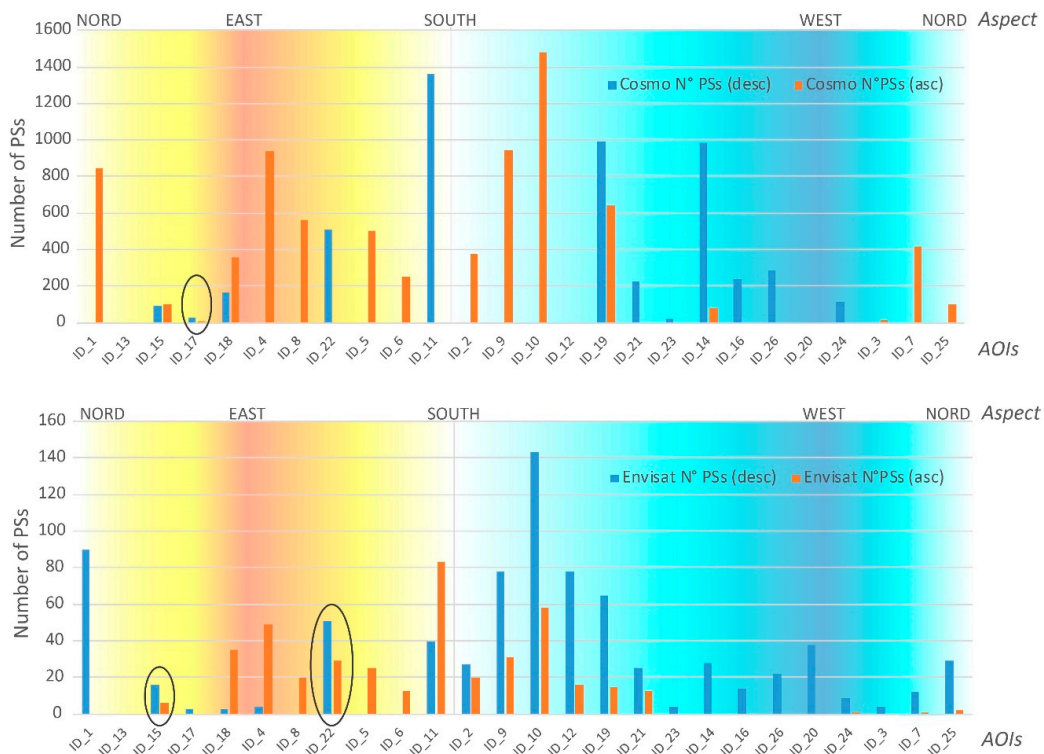 NORD EAST SOUTH WEST NORD Aspect
1600
1400
1200
1000
800
600
400
200
0
Number of PSs
Cosmo N° PSs (desc) Cosmo N°PSs (asc)
ID_1 ID_13 ID_15 ID_17 ID_18 ID_4 ID_8 ID_22 ID_5 ID_6 ID_11 ID_2 ID_9 ID_10 ID_12 ID_19 ID_21 ID_23 ID_14 ID_16 ID_26 ID_20 ID_24 ID_3 ID_7 ID_25 AOIs
NORD EAST SOUTH WEST NORD Aspect
160
140
120
100
80
60
40
20
0
Number of PSs
Envisat N° PSs (desc) Envisat N°PSs (asc)
ID_1 ID_13 ID_15 ID_17 ID_18 ID_4 ID_8 ID_22 ID_5 ID_6 ID_11 ID_2 ID_9 ID_10 ID_12 ID_19 ID_21 ID_23 ID_14 ID_16 ID_26 ID_20 ID_24 ID_3 ID_7 ID_25 AOIs